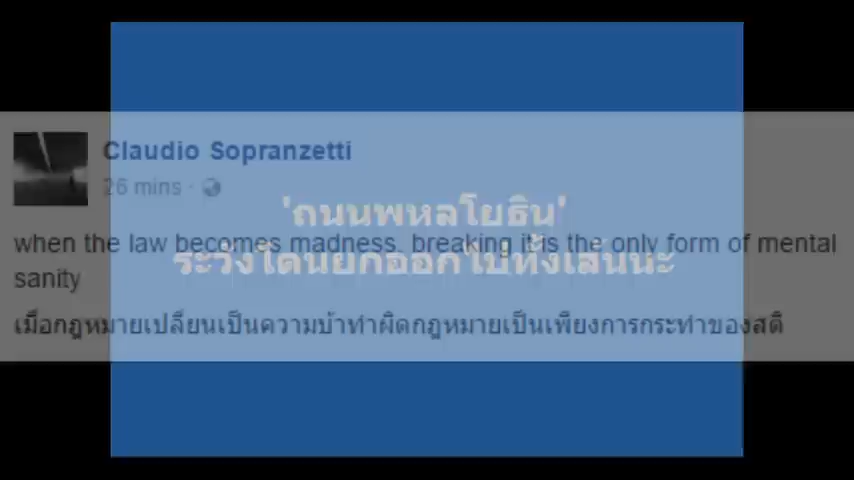 Claudio Sopranzetti
26 mins ·
'ถนนพหลโยธิน'
when the law becomes madness, breaking it is the only form of mental
ระวังโดนยกออกไปทั้งเส้นนะ
sanity
เมื่อกฎหมายเปลี่ยนเป็นความบ้าทำผิดกฎหมายเป็นเพียงการกระทำของสติ